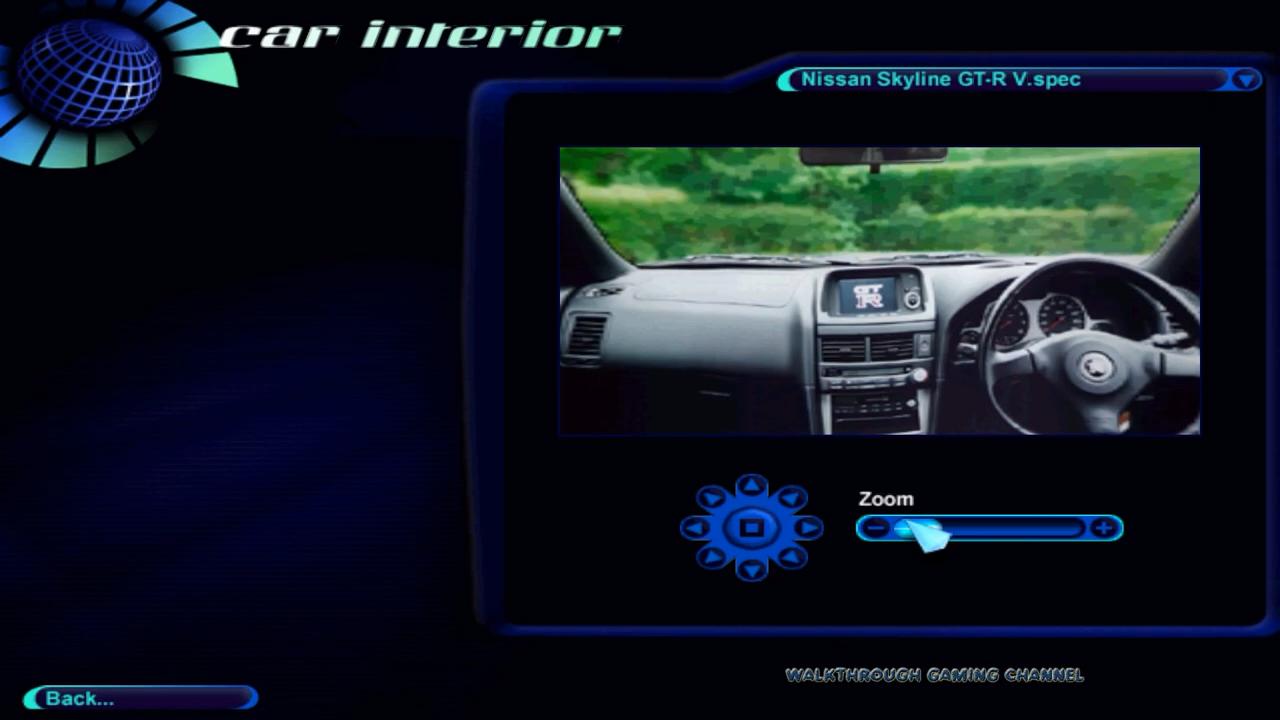 car interior
Nissan Skyline GT-R V.spec
GT
R
Zoom
WALKTHROUGH GAMING CHANNEL
Back...